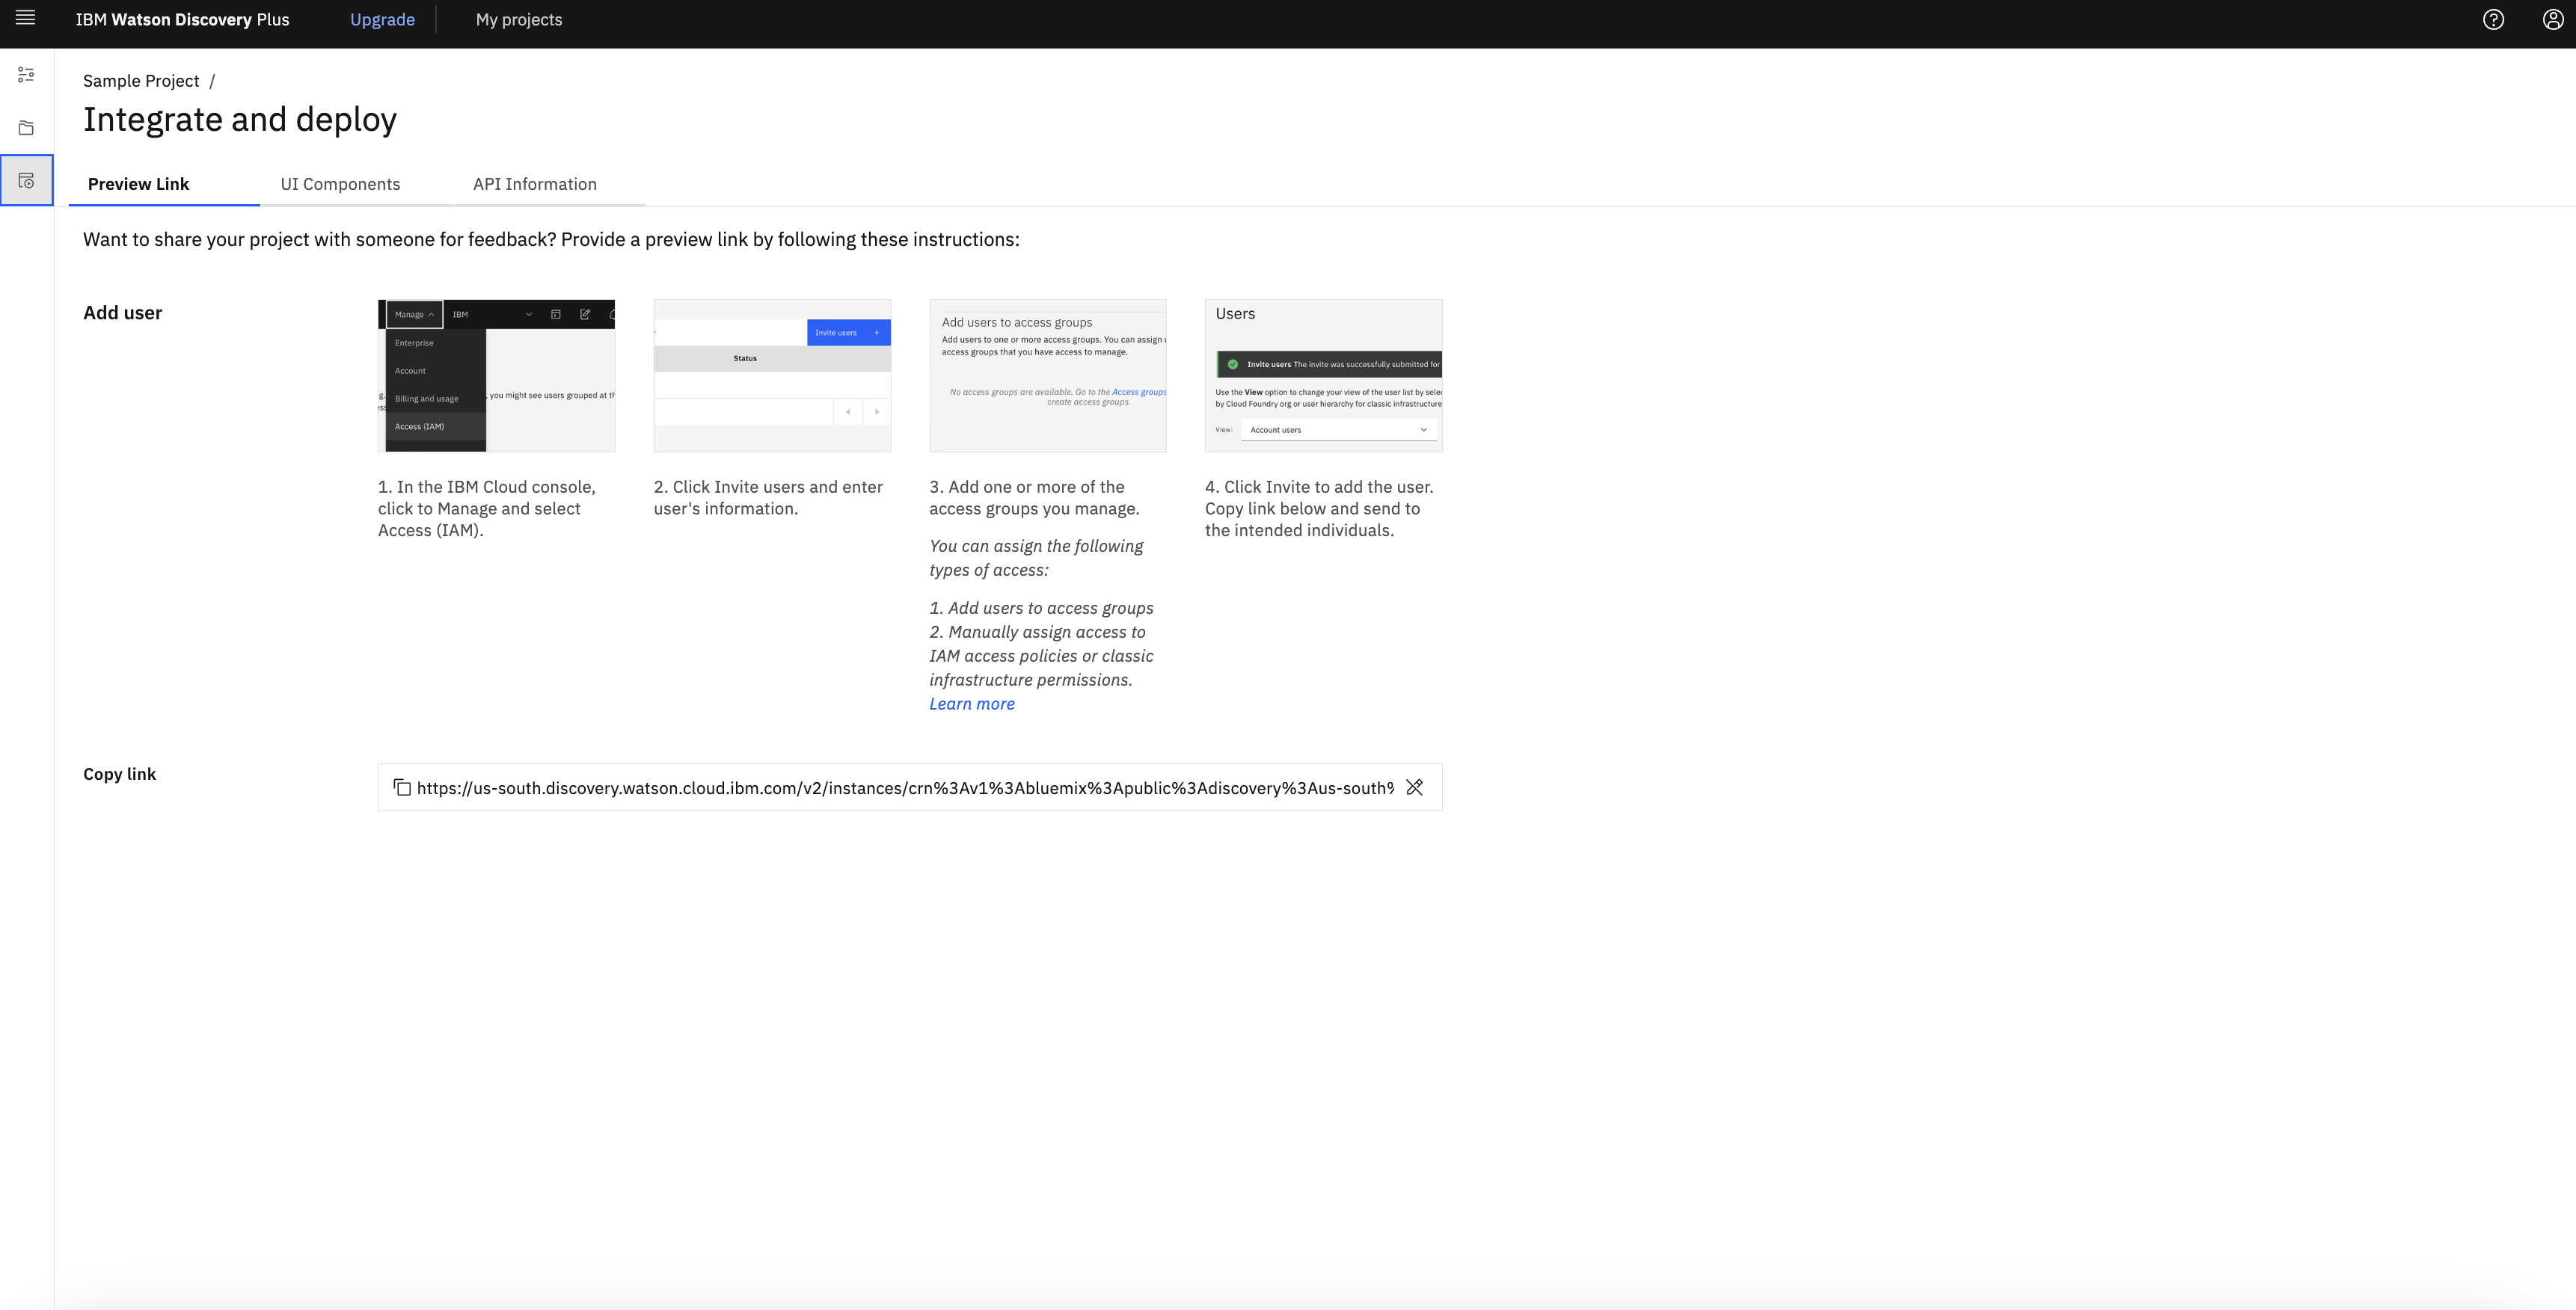 IBM Watson Discovery Plus
Upgrade
My projects
Sample Project /
Integrate and deploy
Preview Link
UI Components
API Information
Want to share your project with someone for feedback? Provide a preview link by following these instructions:
Add user
Manage
IBM
Enterprise
Account
Billing and usage
Access (IAM)
, you might see users grouped at th
Invite users +
Status
Add users to access groups
Add users to one or more access groups. You can assign
access groups that you have access to manage.
No access groups are available. Go to the Access groups
create access groups.
Users
Invite users The invite was successfully submitted for
Use the View option to change your view of the user list by selec
by Cloud Foundry org or user hierarchy for classic infrastructure
View:
Account users
1. In the IBM Cloud console,
click to Manage and select
Access (IAM).
2. Click Invite users and enter
user's information.
3. Add one or more of the
access groups you manage.
You can assign the following
types of access:
1. Add users to access groups
2. Manually assign access to
IAM access policies or classic
infrastructure permissions.
Learn more
4. Click Invite to add the user.
Copy link below and send to
the intended individuals.
Copy link
https://us-south.discovery.watson.cloud.ibm.com/v2/instances/crn%3Av1%3Abluemix%3Apublic%3Adiscovery%3Aus-south%